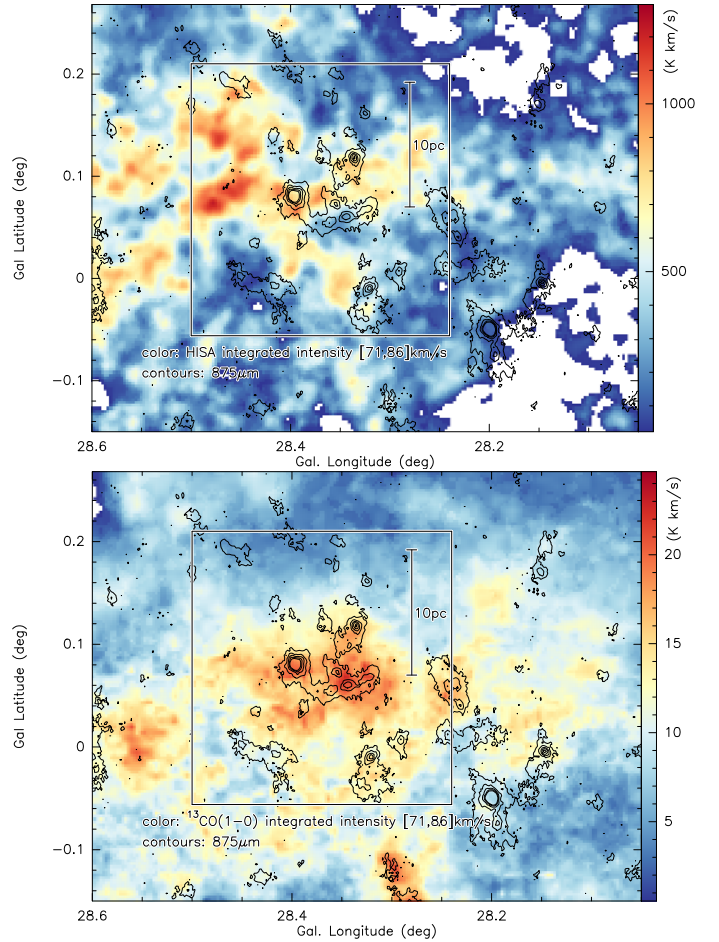 (K km/s)
0.2
1000
10pc
0.1
Gal Latitude (deg)
0
500
color: HISA integrated intensity [71,86]km/s
contours: 875μm
−0.1
28.6
28.4
28.2
Gal. Longitude (deg)
(K km/s)
0.2
20
10pc
0.1
15
Gal Latitude (deg)
0
10
color: ¹³CO(1−0) integrated intensity [71,86]km/s
5
contours: 875μm
−0.1
28.6
28.4
28.2
Gal. Longitude (deg)